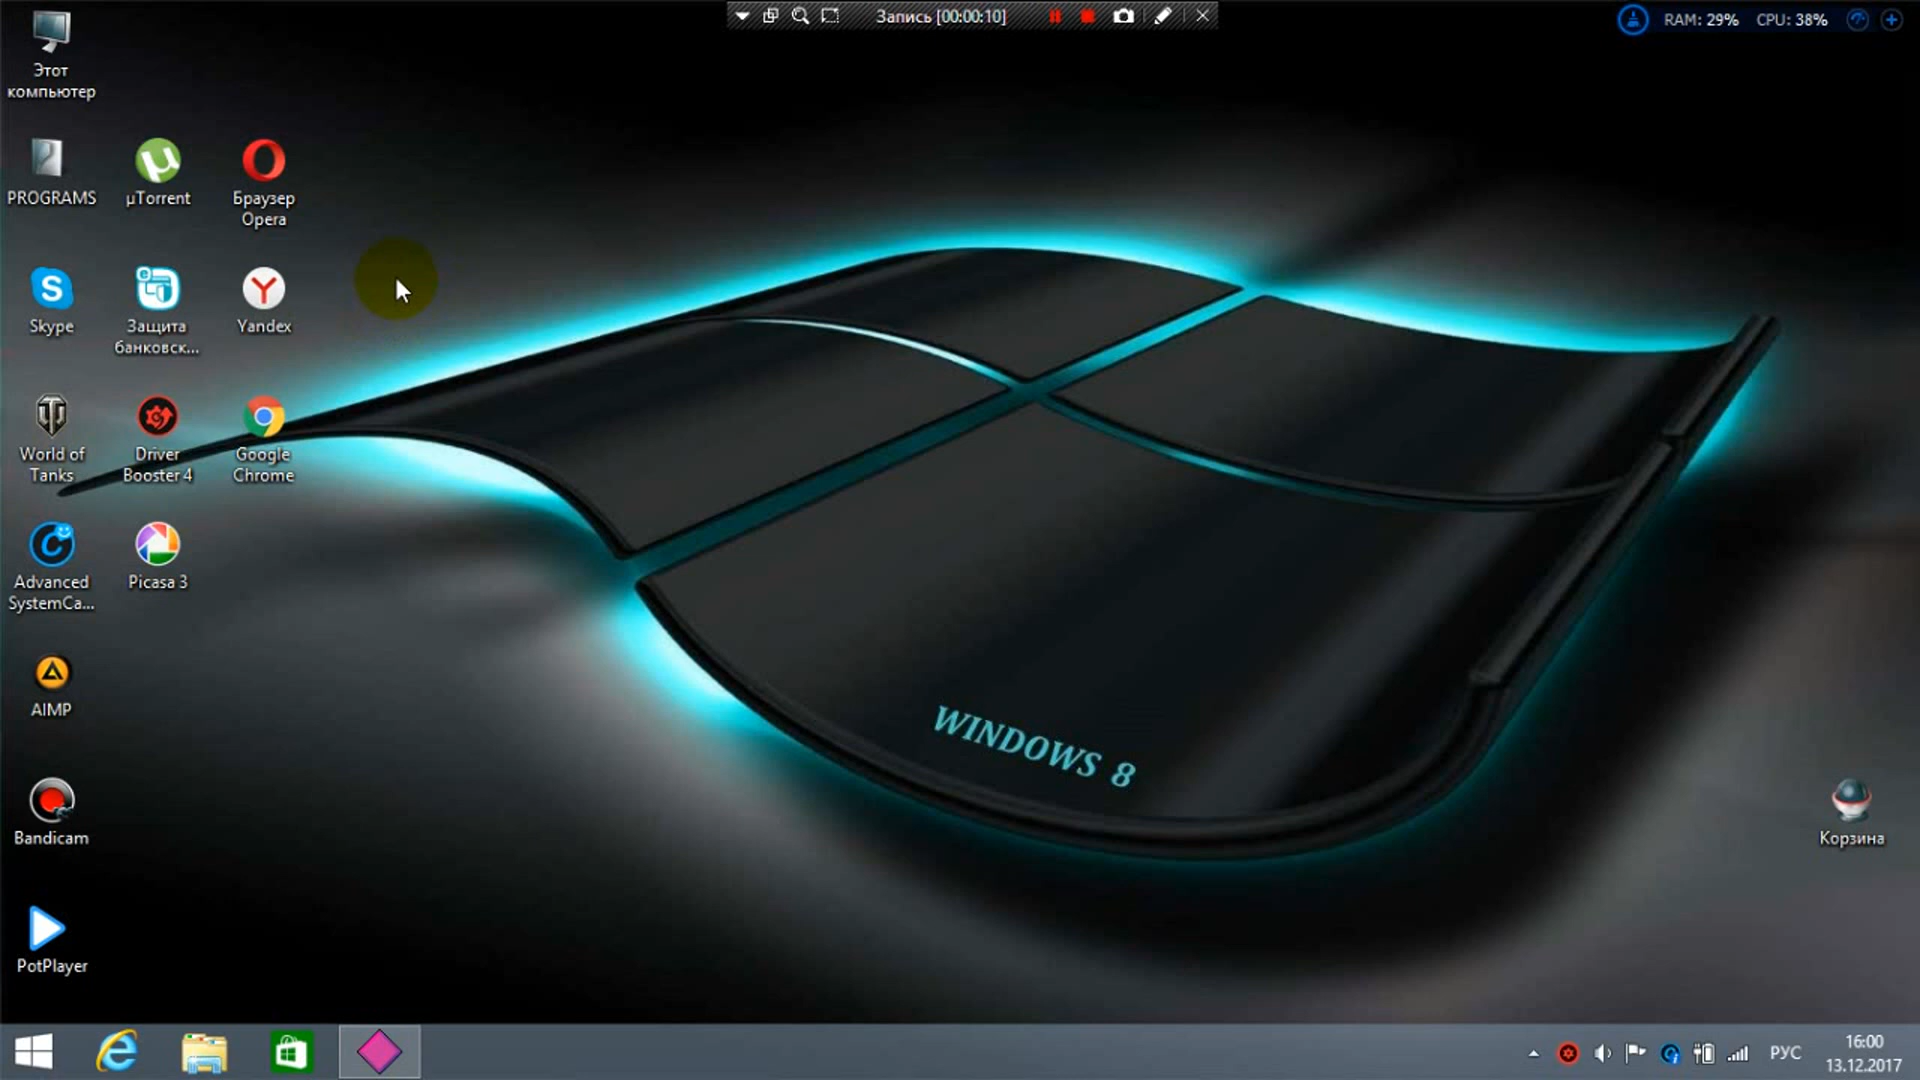 Запись [00:00:10]
RAM: 29% CPU: 38%
Этот
компьютер
PROGRAMS
µTorrent
Браузер
Opera
Skype
Защита
банковск...
Yandex
World of
Tanks
Driver
Booster 4
Google
Chrome
Advanced
SystemCa...
Picasa 3
AIMP
Bandicam
PotPlayer
WINDOWS 8
Корзина
РУС
16:00
13.12.2017